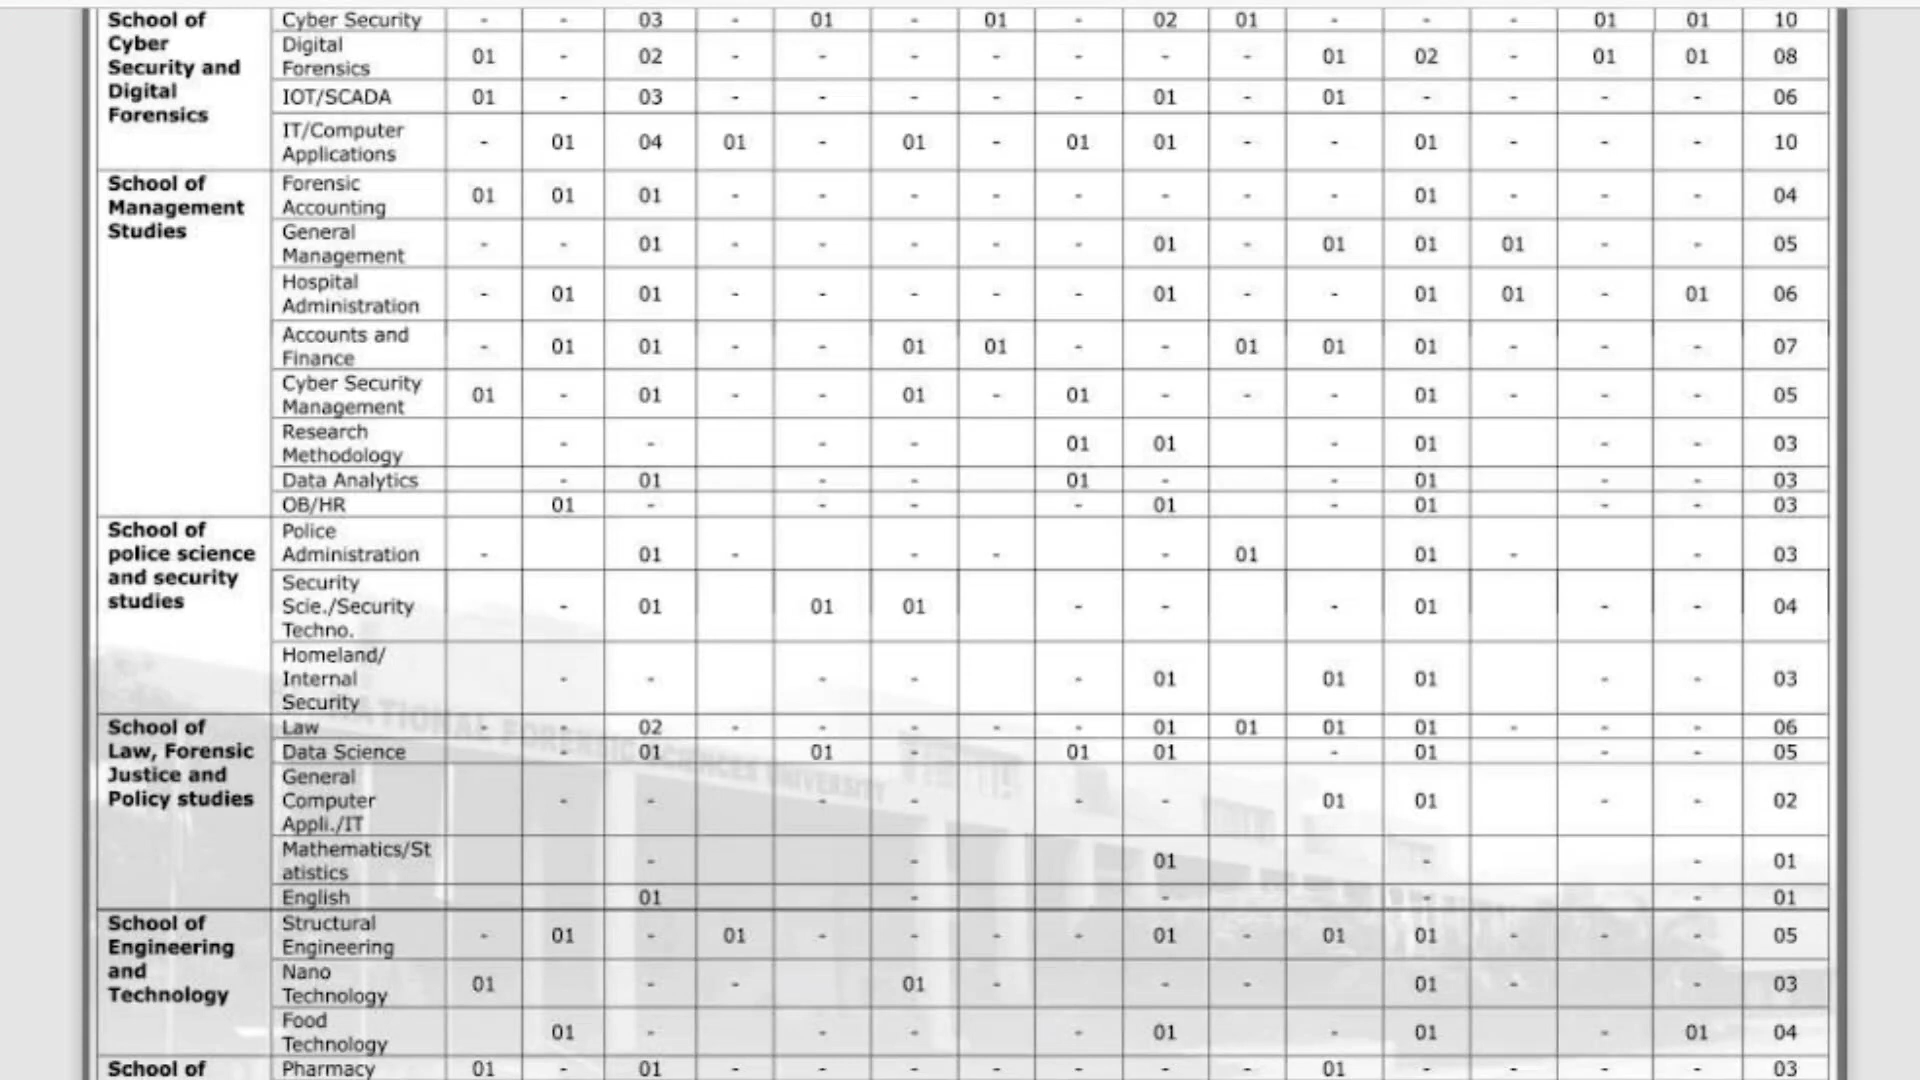 School of Cyber Security and Digital Forensics
Cyber Security - - 03 - 01 - 01 - 02 01 - - - 01 01 10
Digital Forensics 01 - 02 - - - - - - - 01 02 - 01 01 08
IOT/SCADA 01 - 03 - - - - - 01 - 01 - - - - 06
IT/Computer Applications - 01 04 01 - 01 - 01 01 - - 01 - - - 10
School of Management Studies
Forensic Accounting 01 01 01 - - - - - - - - 01 - - - 04
General Management - - 01 - - - - - 01 - 01 01 01 - - 05
Hospital Administration - 01 01 - - - - - 01 - - 01 01 - 01 06
Accounts and Finance - 01 01 - - 01 01 - - 01 01 01 - - - 07
Cyber Security Management 01 - 01 - - 01 - 01 - - - 01 - - - 05
Research Methodology - - - - 01 01 - 01 - - 03
Data Analytics - 01 - - 01 - - 01 - - 03
OB/HR 01 - - - - 01 - 01 - - 03
School of police science and security studies
Police Administration - 01 - - - - 01 01 - - 03
Security Scie./Security Techno. - 01 01 01 - - - 01 - - 04
Homeland/ Internal Security - - - - - 01 01 01 - - 03
School of Law, Forensic Justice and Policy studies
Law - 02 - - - - - 01 01 01 01 - - - 06
Data Science - 01 01 - 01 01 - 01 - - 05
General Computer Appli./IT - - - - - - 01 01 - - 02
Mathematics/Statistics - - 01 - - 01
English 01 - - - - 01
School of Engineering and Technology
Structural Engineering - 01 - 01 - - - - 01 - 01 01 - - - 05
Nano Technology 01 - - 01 - - - 01 - - 03
Food Technology 01 - - - - 01 - 01 - 01 04
School of
Pharmacy 01 - 01 - - - - - - - 01 - - - - 03
NATIONAL FORENSIC SCIENCES UNIVERSITY